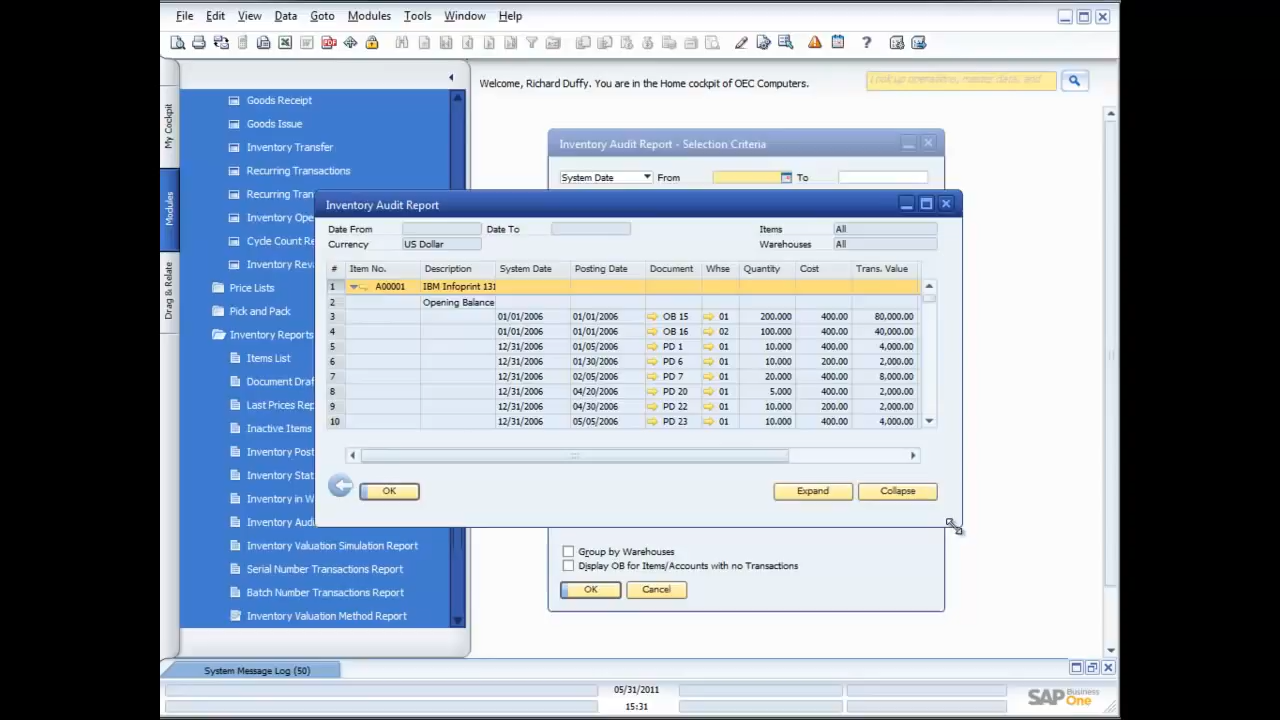 File Edit View Data Goto Modules Tools Window Help
My Cockpit
Modules
Drag & Relate
Goods Receipt
Goods Issue
Inventory Transfer
Recurring Transactions
Recurring Tran
Inventory Ope
Cycle Count Re
Inventory Reva
Price Lists
Pick and Pack
Inventory Reports
Items List
Document Draf
Last Prices Rep
Inactive Items
Inventory Post
Inventory Stat
Inventory in W
Inventory Aud
Inventory Valuation Simulation Report
Serial Number Transactions Report
Batch Number Transactions Report
Inventory Valuation Method Report
Welcome, Richard Duffy. You are in the Home cockpit of OEC Computers.
Look up operations, master data, and
Inventory Audit Report - Selection Criteria
System Date From To
Inventory Audit Report
Date From Date To Items All
Currency US Dollar Warehouses All
# Item No. Description System Date Posting Date Document Whse Quantity Cost Trans. Value
1 A00001 IBM Infoprint 131
2 Opening Balance
3 01/01/2006 01/01/2006 OB 15 01 200.000 400.00 80,000.00
4 01/01/2006 01/01/2006 OB 16 02 100.000 400.00 40,000.00
5 12/31/2006 01/05/2006 PD 1 01 10.000 400.00 4,000.00
6 12/31/2006 01/30/2006 PD 6 01 10.000 200.00 2,000.00
7 12/31/2006 02/05/2006 PD 7 01 20.000 400.00 8,000.00
8 12/31/2006 04/20/2006 PD 20 01 5.000 400.00 2,000.00
9 12/31/2006 04/30/2006 PD 22 01 10.000 200.00 2,000.00
10 12/31/2006 05/05/2006 PD 23 01 10.000 400.00 4,000.00
OK Expand Collapse
Group by Warehouses
Display OB for Items/Accounts with no Transactions
OK Cancel
System Message Log (50)
05/31/2011
15:31
SAP Business One